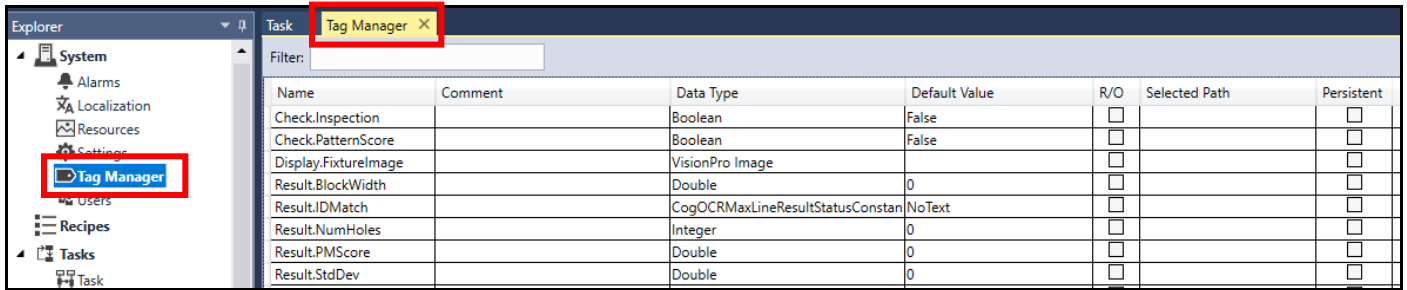 Explorer
System
Alarms
Localization
Resources
Settings
Tag Manager
Users
Recipes
Tasks
Task
Task Tag Manager
Filter:
Name Comment Data Type Default Value R/O Selected Path Persistent
Check.Inspection Boolean False
Check.PatternScore Boolean False
Display.FixtureImage VisionPro Image
Result.BlockWidth Double 0
Result.IDMatch CogOCRMaxLineResultStatusConstan NoText
Result.NumHoles Integer 0
Result.PMScore Double 0
Result.StdDev Double 0